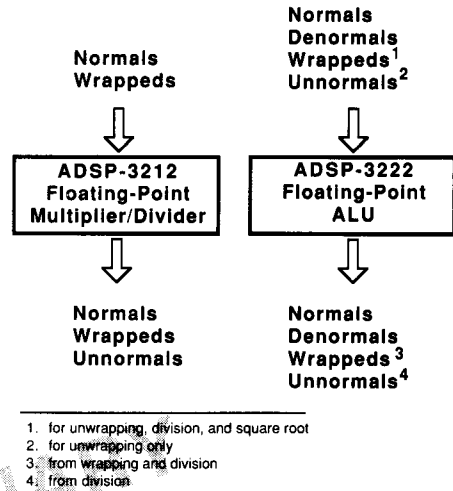 Normals
Wrappeds
ADSP-3212
Floating-Point
Multiplier/Divider
Normals
Wrappeds
Unnormals
Normals
Denormals
Wrappeds¹
Unnormals²
ADSP-3222
Floating-Point
ALU
Normals
Denormals
Wrappeds³
Unnormals⁴
1. for unwrapping, division, and square root
2. for unwrapping only
3. from wrapping and division
4. from division